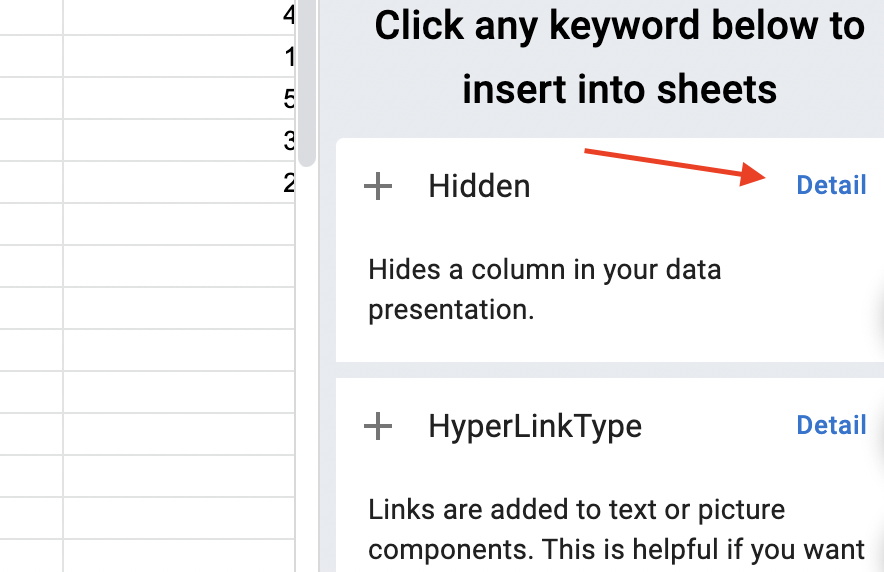 4
1
5
3
2
Click any keyword below to
insert into sheets
+ Hidden Detail
Hides a column in your data
presentation.
+ HyperLinkType Detail
Links are added to text or picture
components. This is helpful if you want